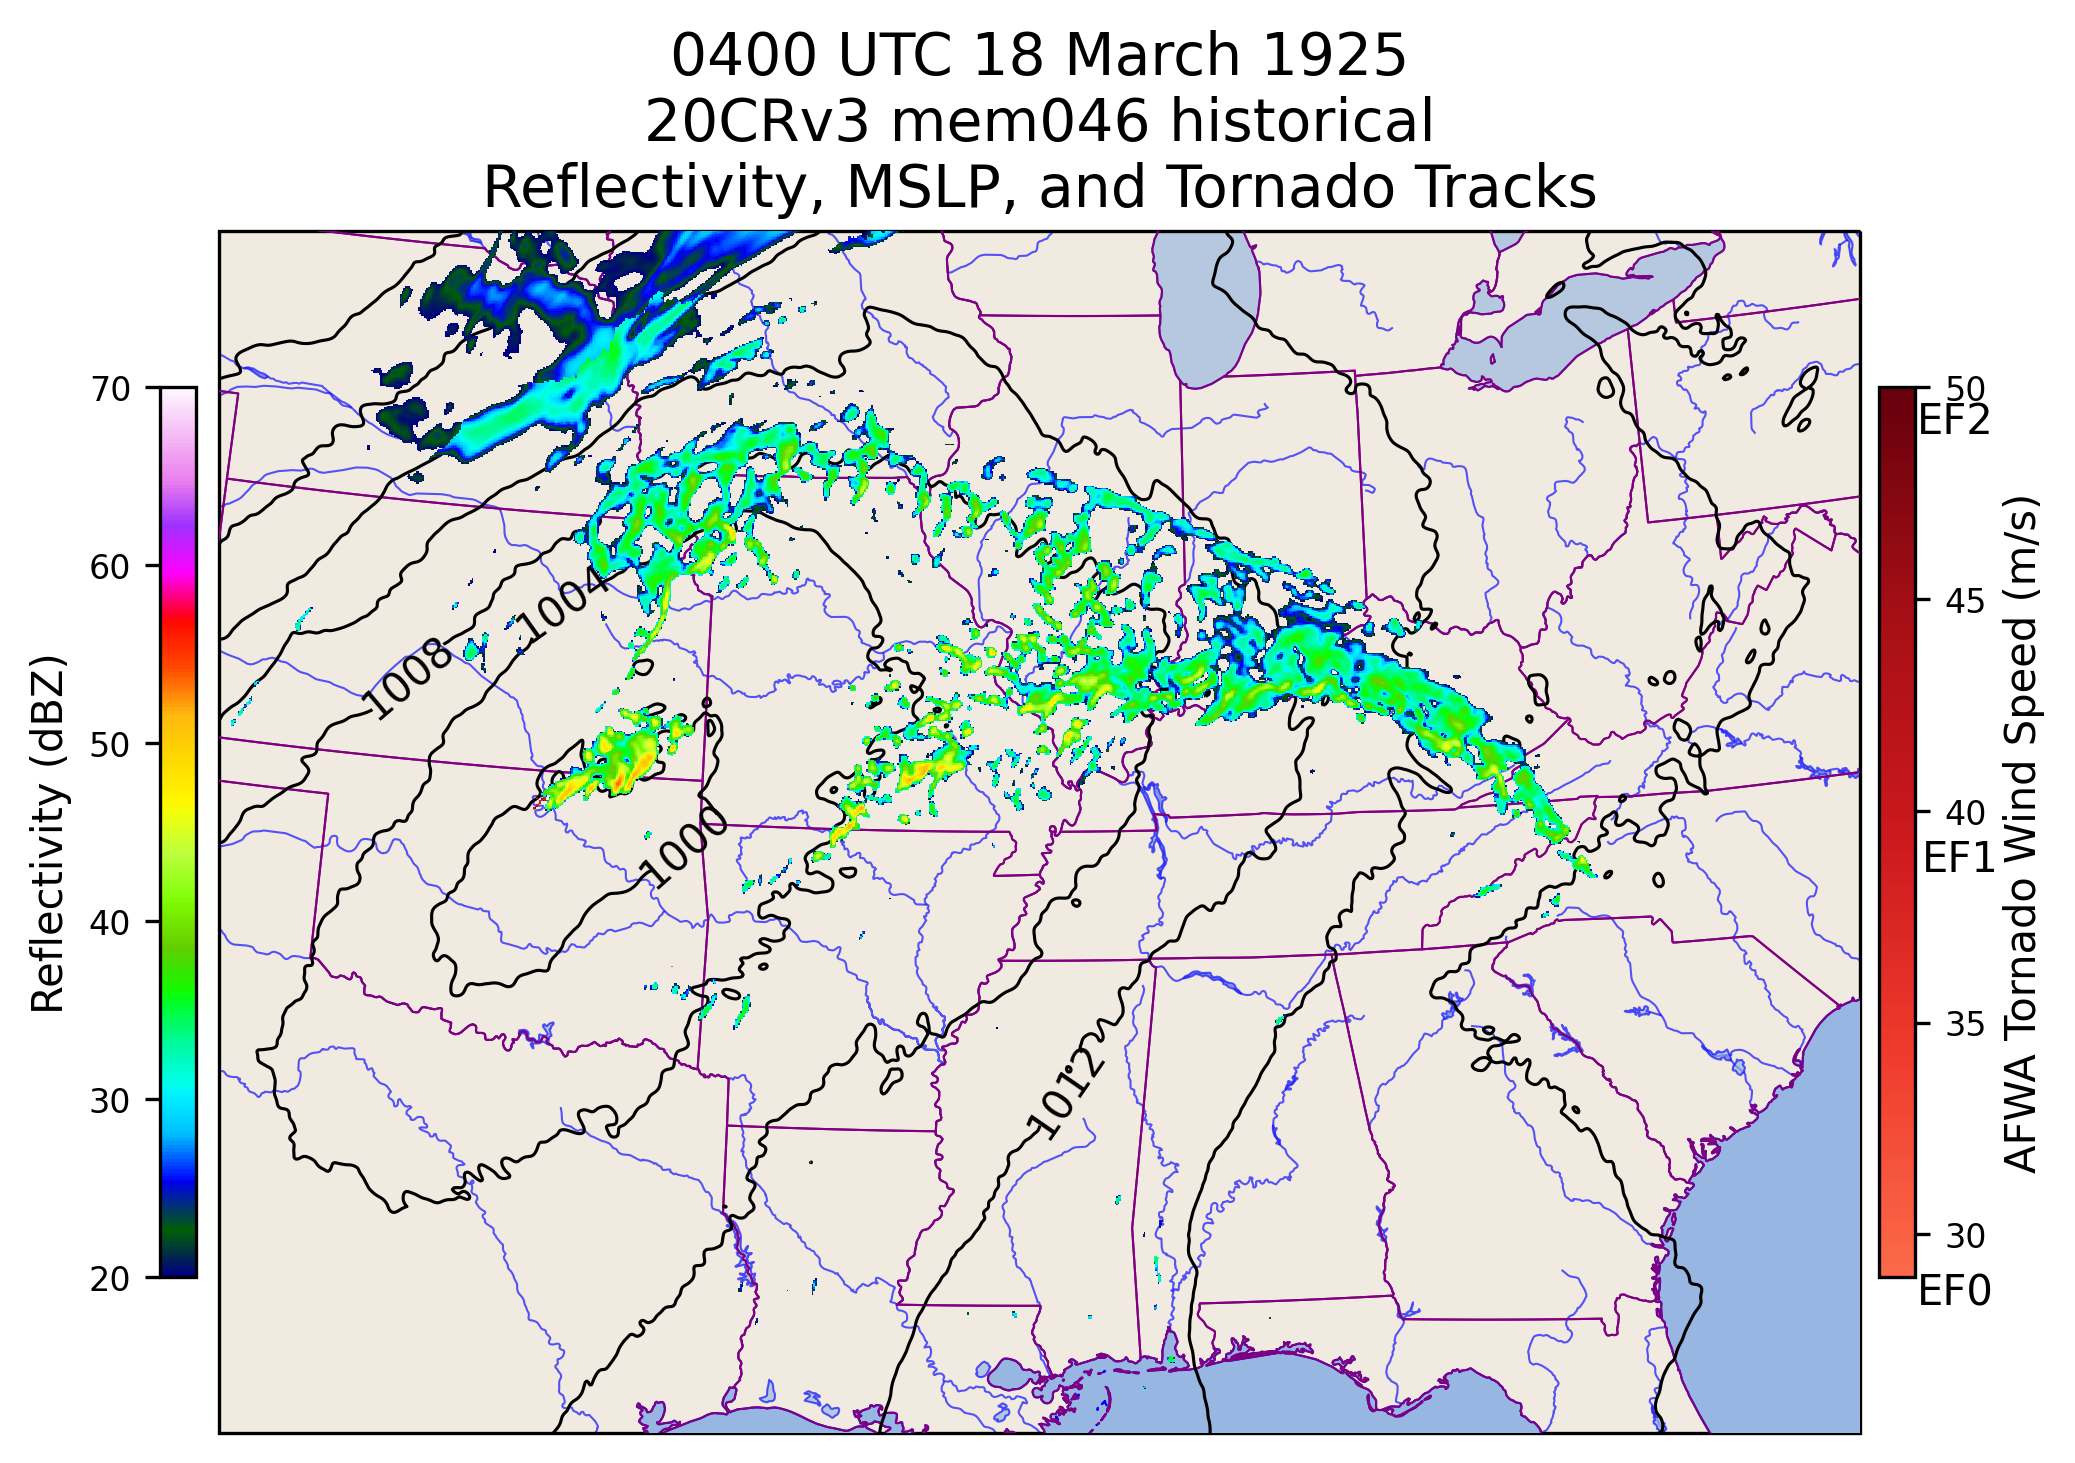 0400 UTC 18 March 1925
20CRv3 mem046 historical
Reflectivity, MSLP, and Tornado Tracks
70
60
50
40
30
20
Reflectivity (dBZ)
1004
1008
1000
1012
50
EF2
45
40
EF1
35
30
EF0
AFWA Tornado Wind Speed (m/s)